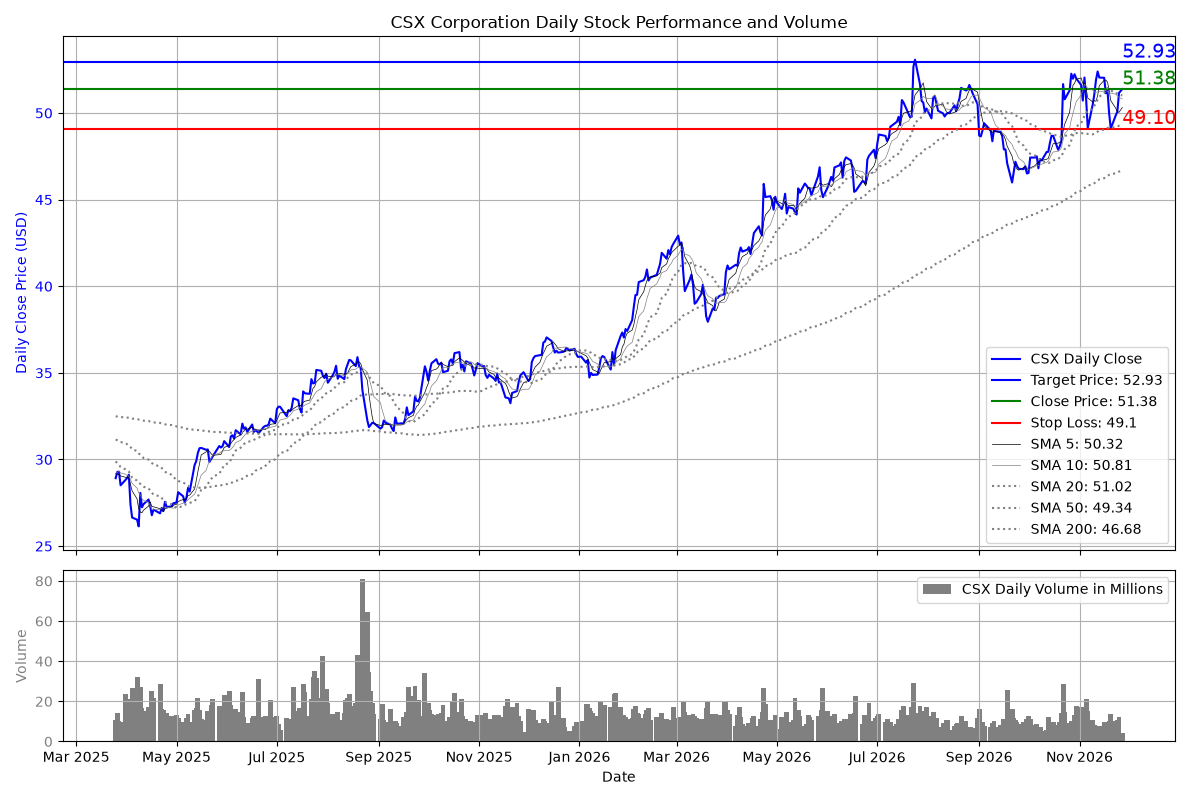 CSX Corporation Daily Stock Performance and Volume
52.93
51.38
49.10
Daily Close Price (USD)
50
45
40
35
30
25
CSX Daily Close
Target Price: 52.93
Close Price: 51.38
Stop Loss: 49.1
SMA 5: 50.32
SMA 10: 50.81
SMA 20: 51.02
SMA 50: 49.34
SMA 200: 46.68
Volume
80
60
40
20
0
CSX Daily Volume in Millions
Mar 2025
May 2025
Jul 2025
Sep 2025
Nov 2025
Jan 2026
Mar 2026
May 2026
Jul 2026
Sep 2026
Nov 2026
Date